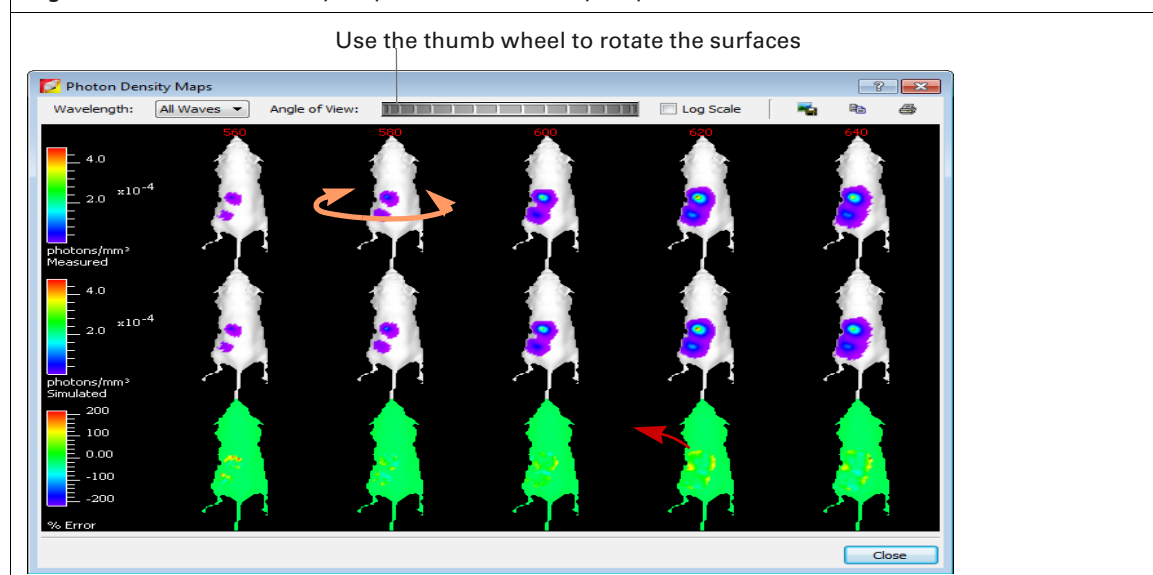 Use the thumb wheel to rotate the surfaces
Photon Density Maps
Wavelength: All Waves Angle of View: Log Scale
560 580 600 620 640
4.0
x10-4
2.0
photons/mm³
Measured
4.0
x10-4
2.0
photons/mm³
Simulated
200
100
0.00
-100
-200
% Error
Close